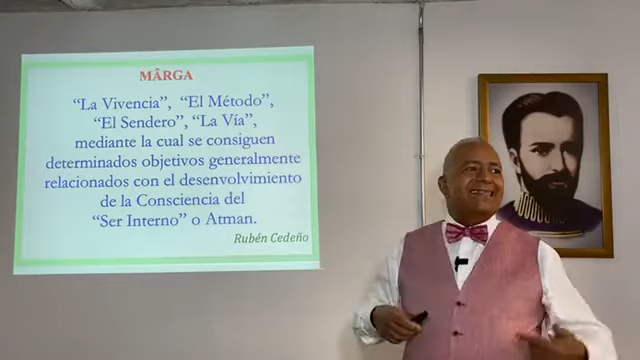 MÂRGA
“La Vivencia”, “El Método”,
“El Sendero”, “La Vía”,
mediante la cual se consiguen
determinados objetivos generalmente
relacionados con el desenvolvimiento
de la Consciencia del
“Ser Interno” o Atman.
Rubén Cedeño